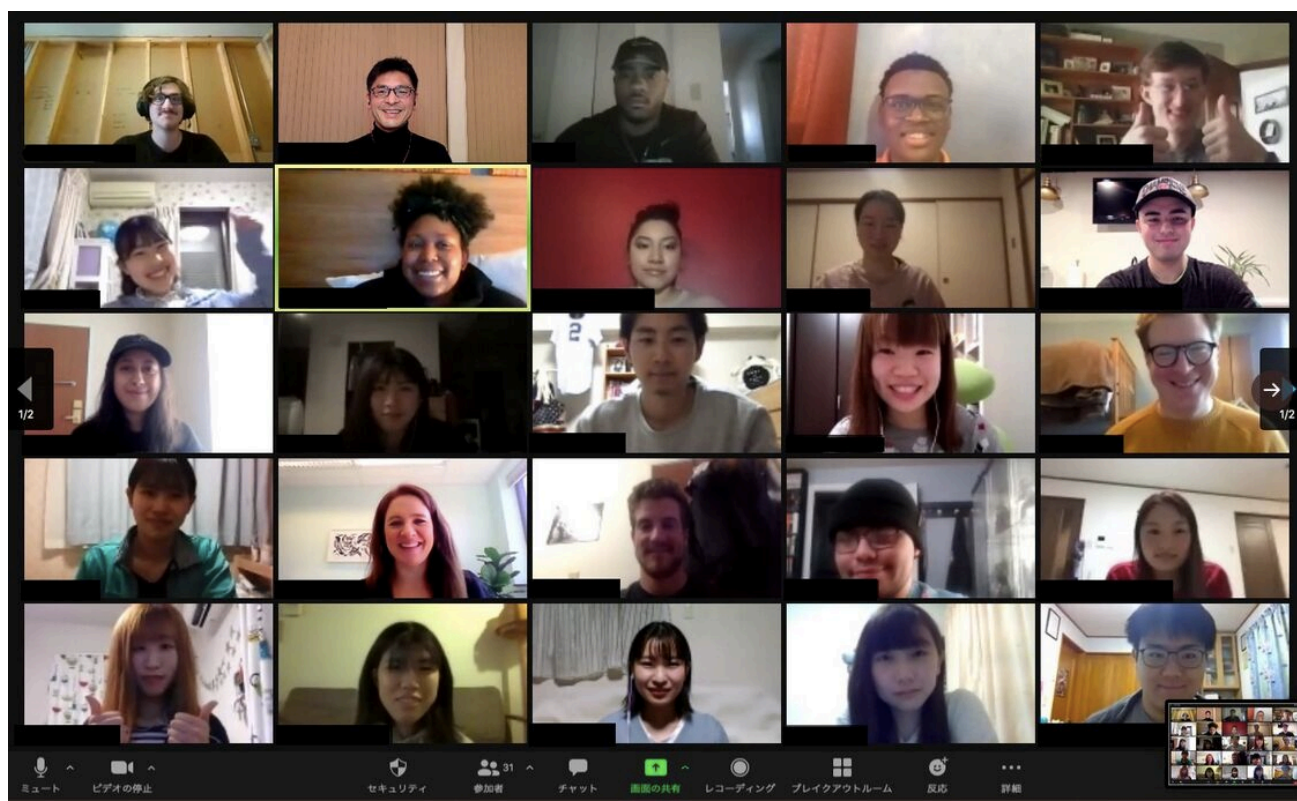 2
1/2
1/2
31
ミュート
ビデオの停止
セキュリティ
参加者
チャット
画面の共有
レコーディング
ブレイクアウトルーム
反応
詳細